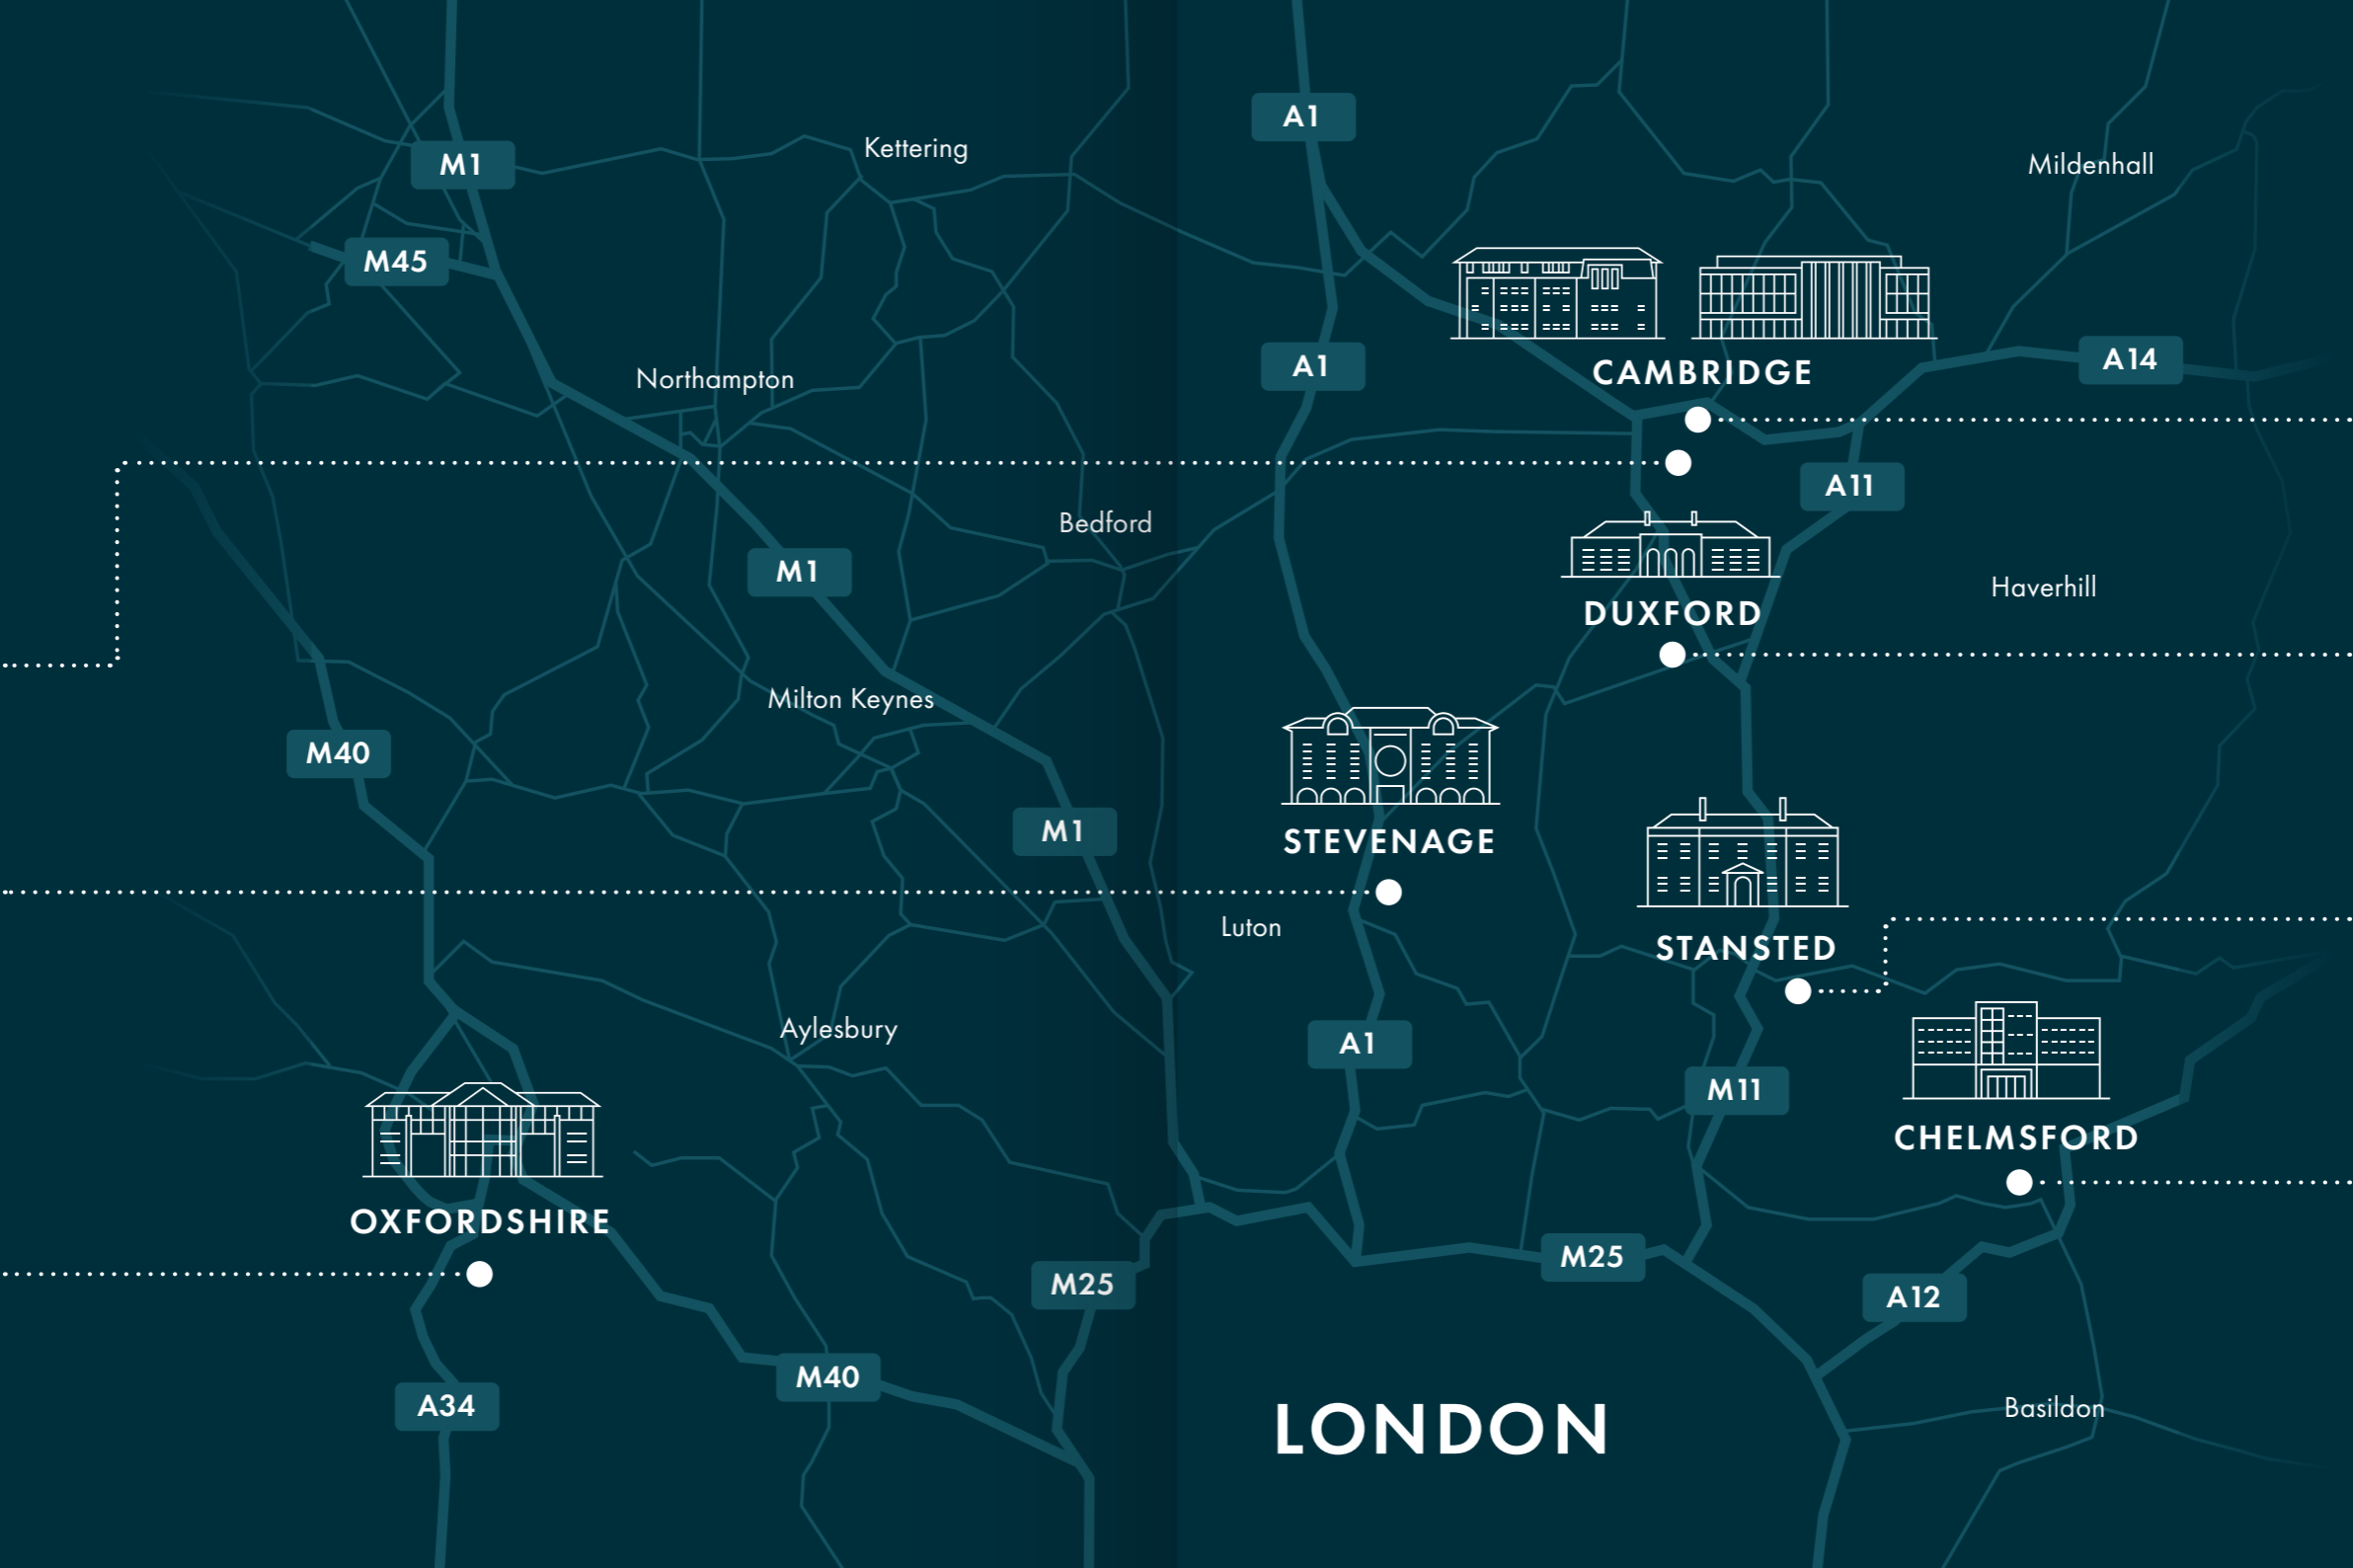 A1
Kettering
M1
Mildenhall
M45
A1
A14
CAMBRIDGE
Northampton
A11
Bedford
M1
Haverhill
DUXFORD
Milton Keynes
M40
M1
STEVENAGE
Luton
STANSTED
Aylesbury
A1
M11
CHELMSFORD
OXFORDSHIRE
M25
M25
A12
M40
A34
Basildon
LONDON